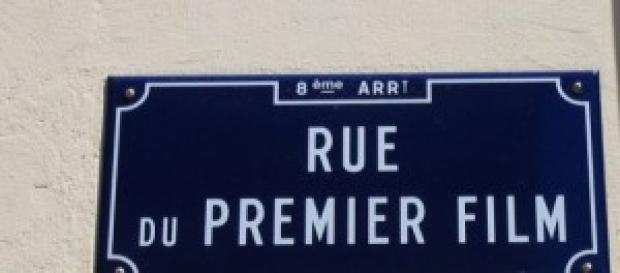 8ème ARRT
RUE
DU PREMIER FILM